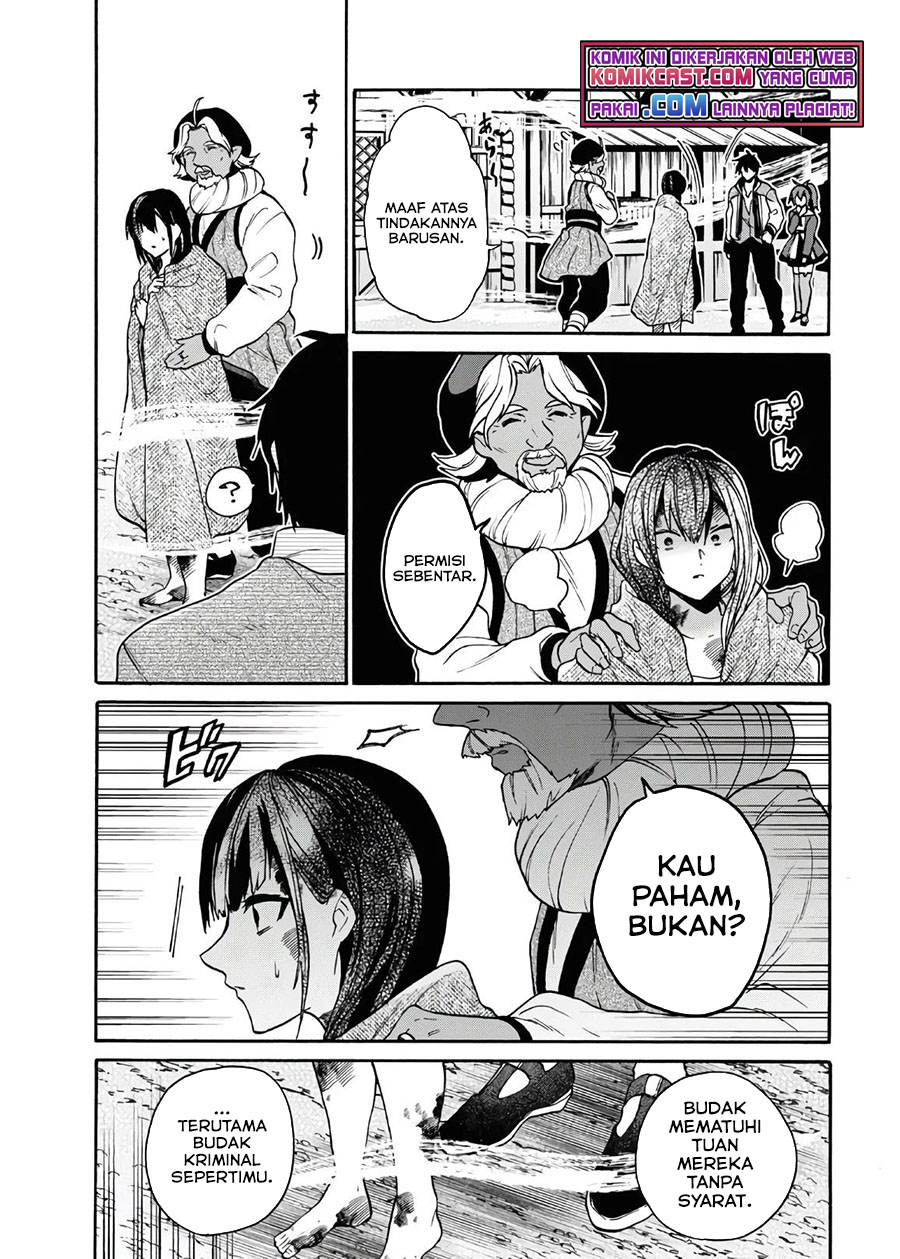 KOMIK INI DIKERJAKAN OLEH WEB
KOMIKCAST.COM YANG CUMA
PAKAI .COM LAINNYA PLAGIAT!
あら〜
MAAF ATAS
TINDAKANNYA
BARUSAN.
すす〜
?
ぽん
PERMISI
SEBENTAR.
ビク
KAU
PAHAM,
BUKAN?
BUDAK
MEMATUHI
TUAN
MEREKA
TANPA
SYARAT.
...
TERUTAMA
BUDAK
KRIMINAL
SEPERTIMU.